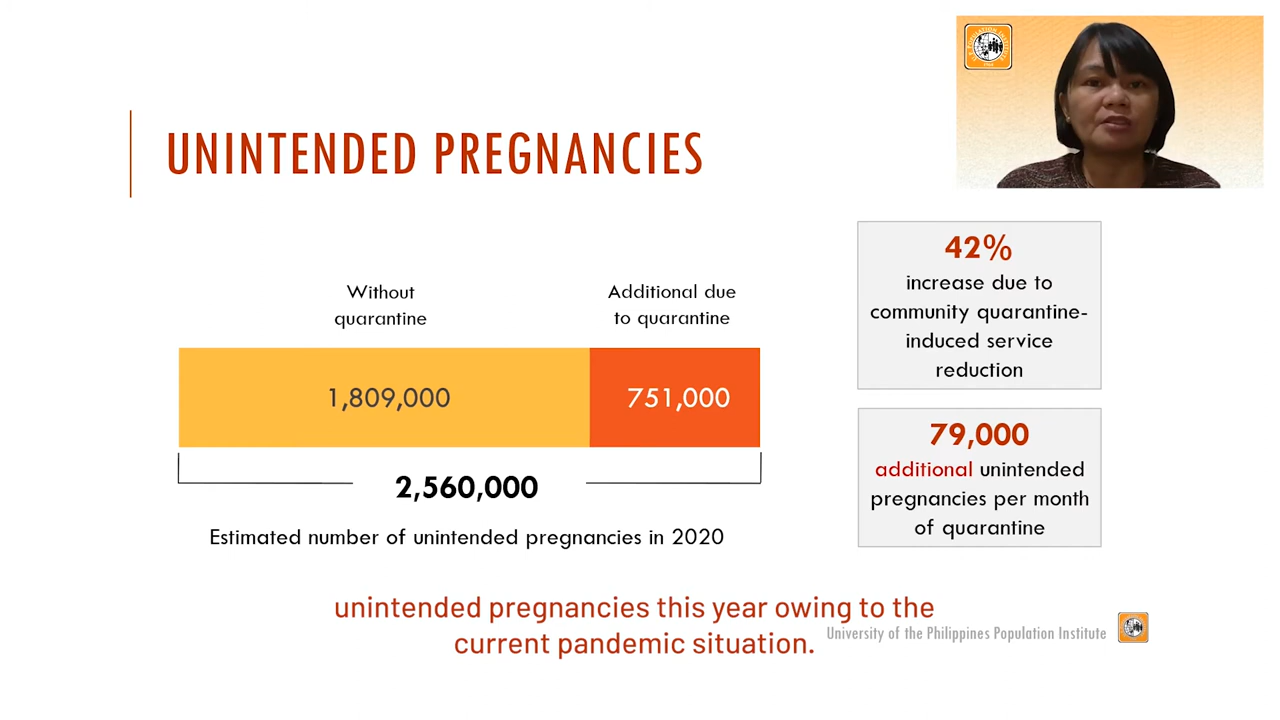 UNINTENDED PREGNANCIES
Without
quarantine
Additional due
to quarantine
1,809,000
751,000
2,560,000
Estimated number of unintended pregnancies in 2020
42%
increase due to
community quarantine-
induced service
reduction
79,000
additional unintended
pregnancies per month
of quarantine
unintended pregnancies this year owing to the
current pandemic situation.
University of the Philippines Population Institute